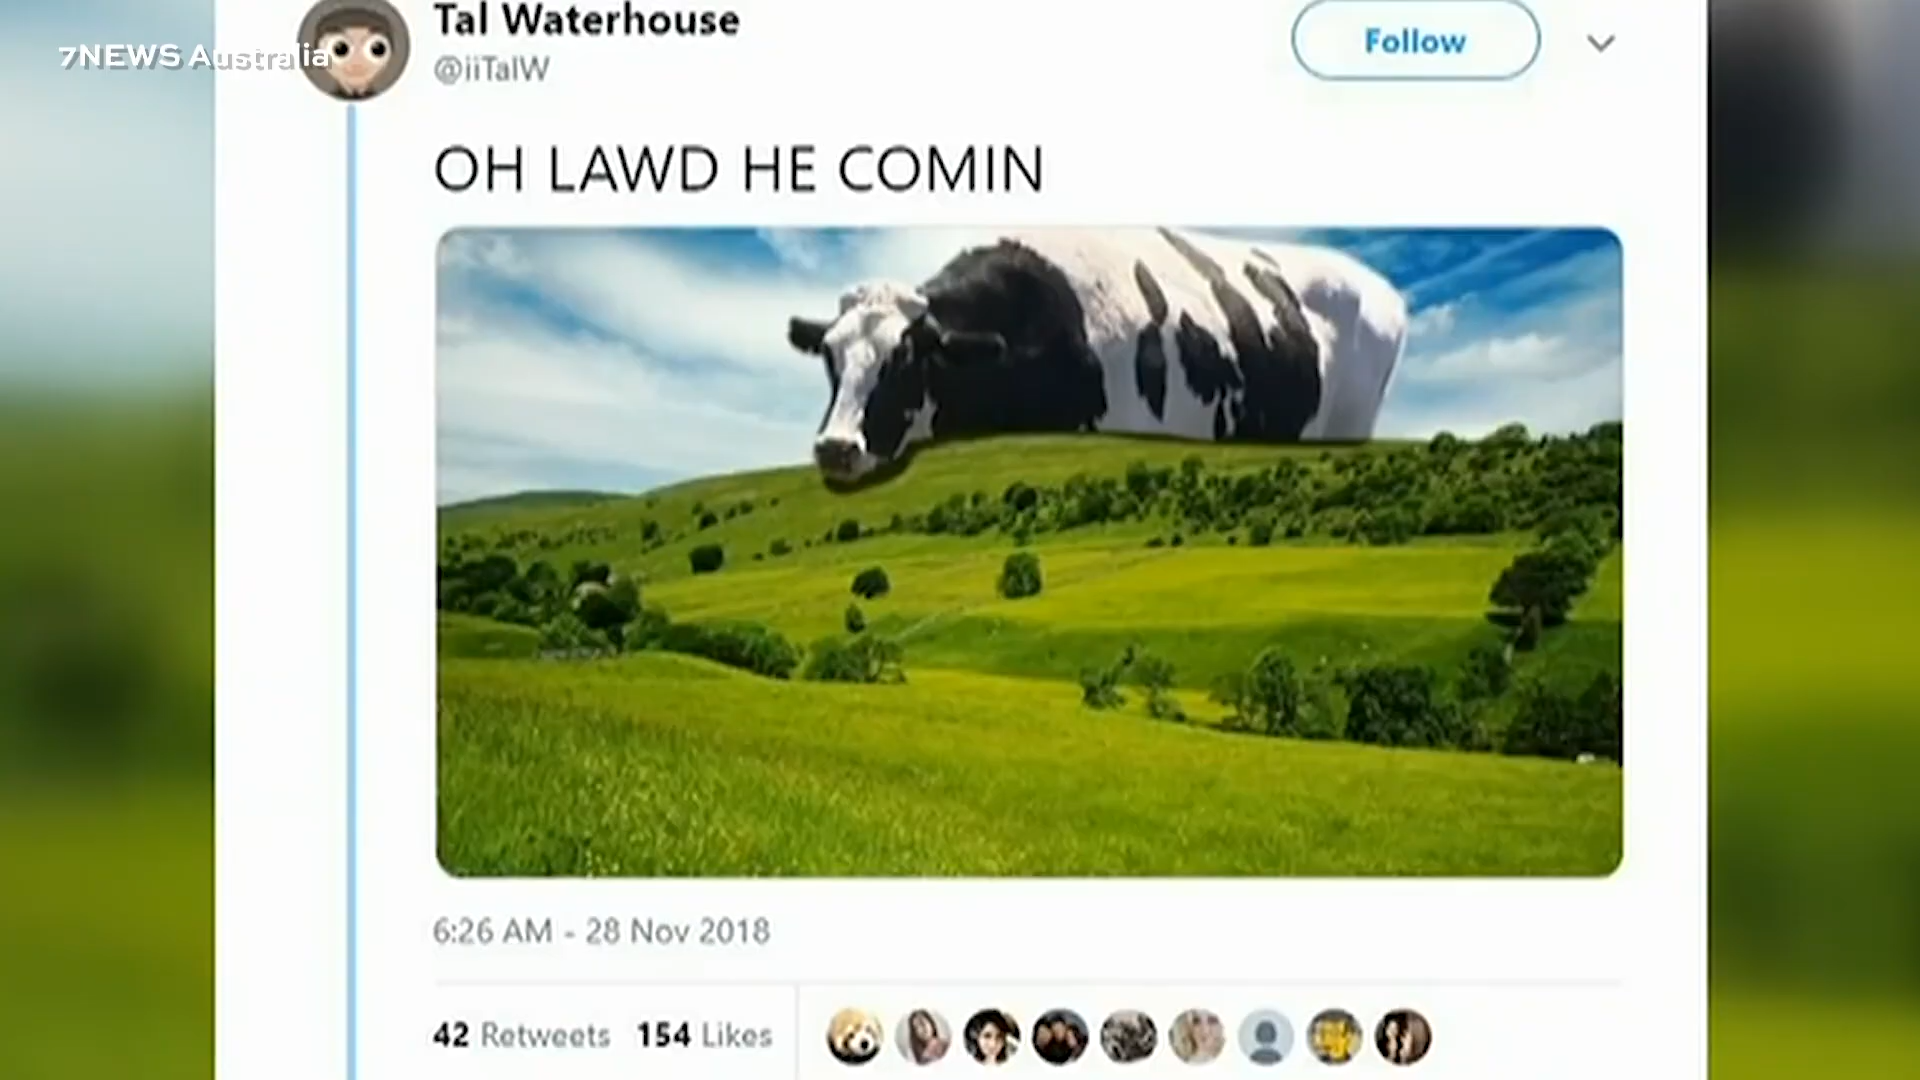 7NEWS Australia
Tal Waterhouse
@iiTalW
Follow
OH LAWD HE COMIN
6:26 AM - 28 Nov 2018
42 Retweets 154 Likes